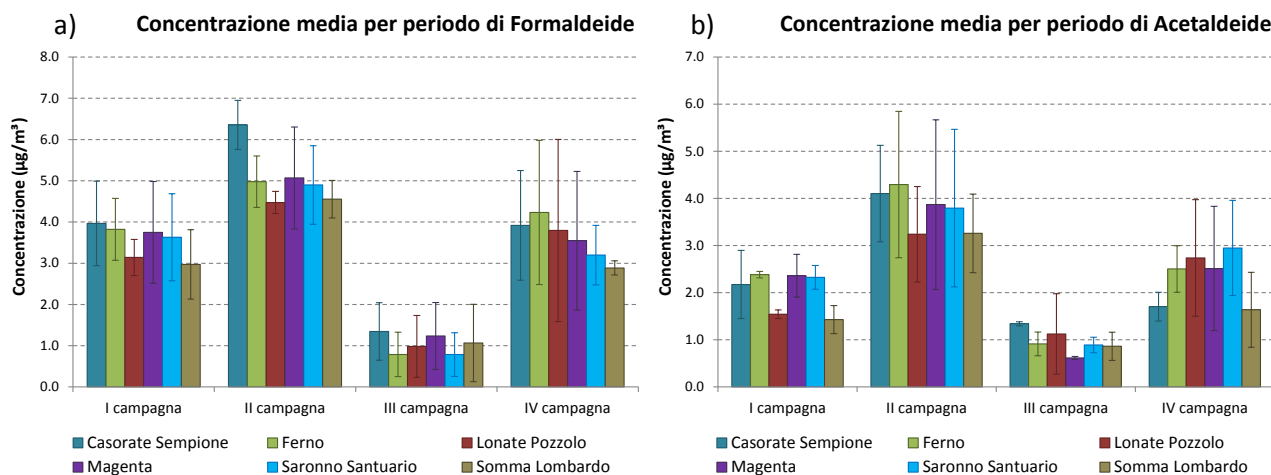 a)
Concentrazione media per periodo di Formaldeide
Concentrazione (µg/m³)
8.0
7.0
6.0
5.0
4.0
3.0
2.0
1.0
0.0
I campagna
II campagna
III campagna
IV campagna
Casorate Sempione
Ferno
Lonate Pozzolo
Magenta
Saronno Santuario
Somma Lombardo
b)
Concentrazione media per periodo di Acetaldeide
Concentrazione (µg/m³)
7.0
6.0
5.0
4.0
3.0
2.0
1.0
0.0
I campagna
II campagna
III campagna
IV campagna
Casorate Sempione
Ferno
Lonate Pozzolo
Magenta
Saronno Santuario
Somma Lombardo